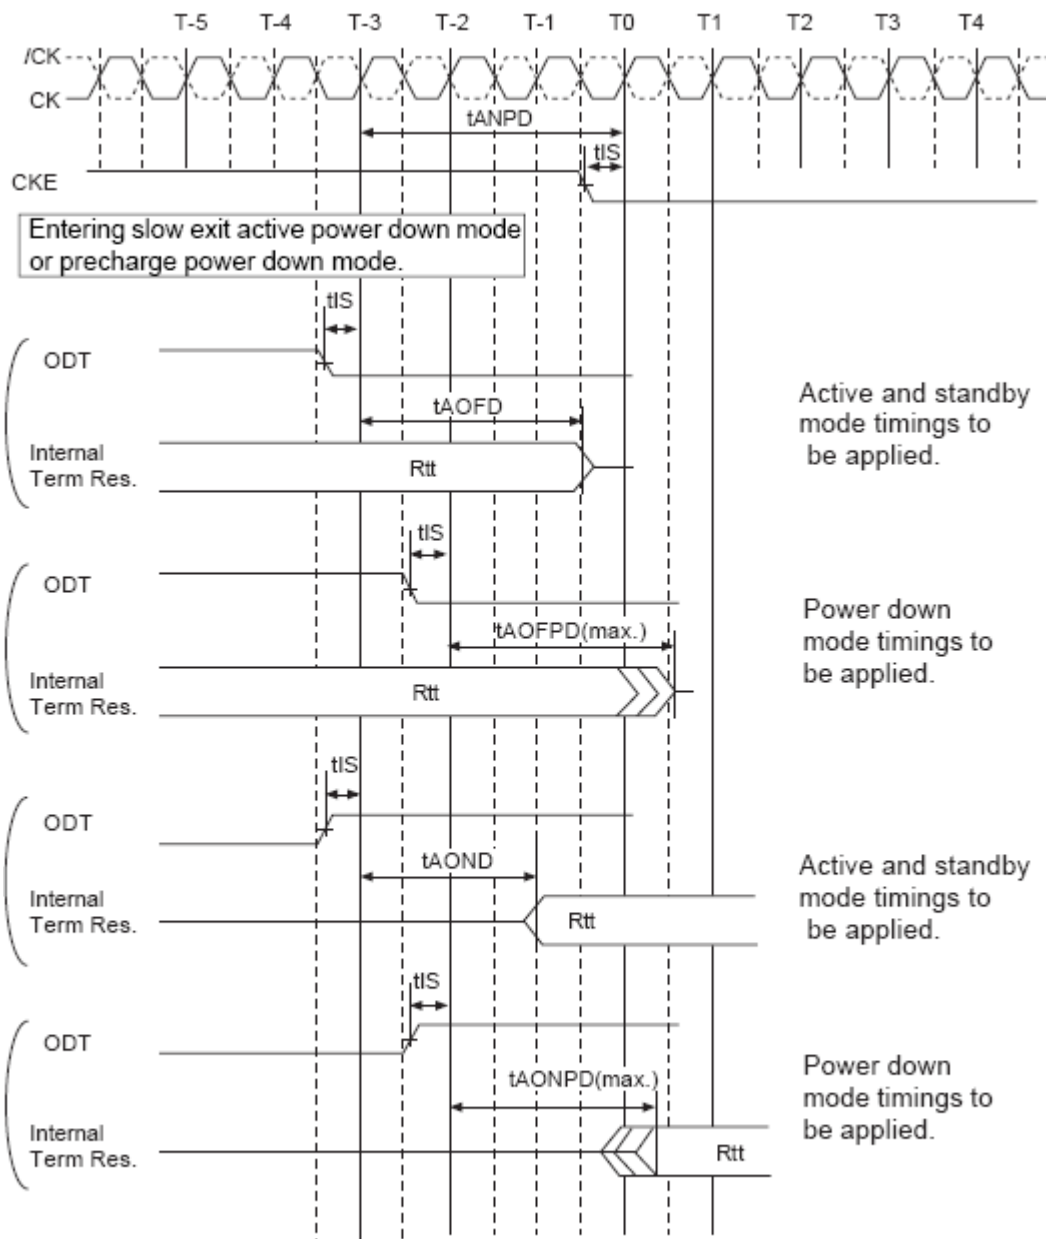 T-5 T-4 T-3 T-2 T-1 T0 T1 T2 T3 T4
/CK
CK
tANPD
tIS
CKE
Entering slow exit active power down mode
or precharge power down mode.
tIS
ODT
tAOFD
Internal
Term Res.
Rtt
Active and standby
mode timings to
be applied.
tIS
ODT
tAOFPD(max.)
Internal
Term Res.
Rtt
Power down
mode timings to
be applied.
tIS
ODT
tAOND
Internal
Term Res.
Rtt
Active and standby
mode timings to
be applied.
tIS
ODT
tAONPD(max.)
Internal
Term Res.
Rtt
Power down
mode timings to
be applied.